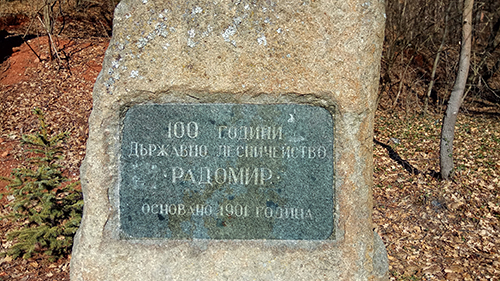 100 ГОДИНИ
ДЪРЖАВНО ЛЕСНИЧЕЙСТВО
·РАДОМИР·
ОСНОВАНО 1901 ГОДИНА